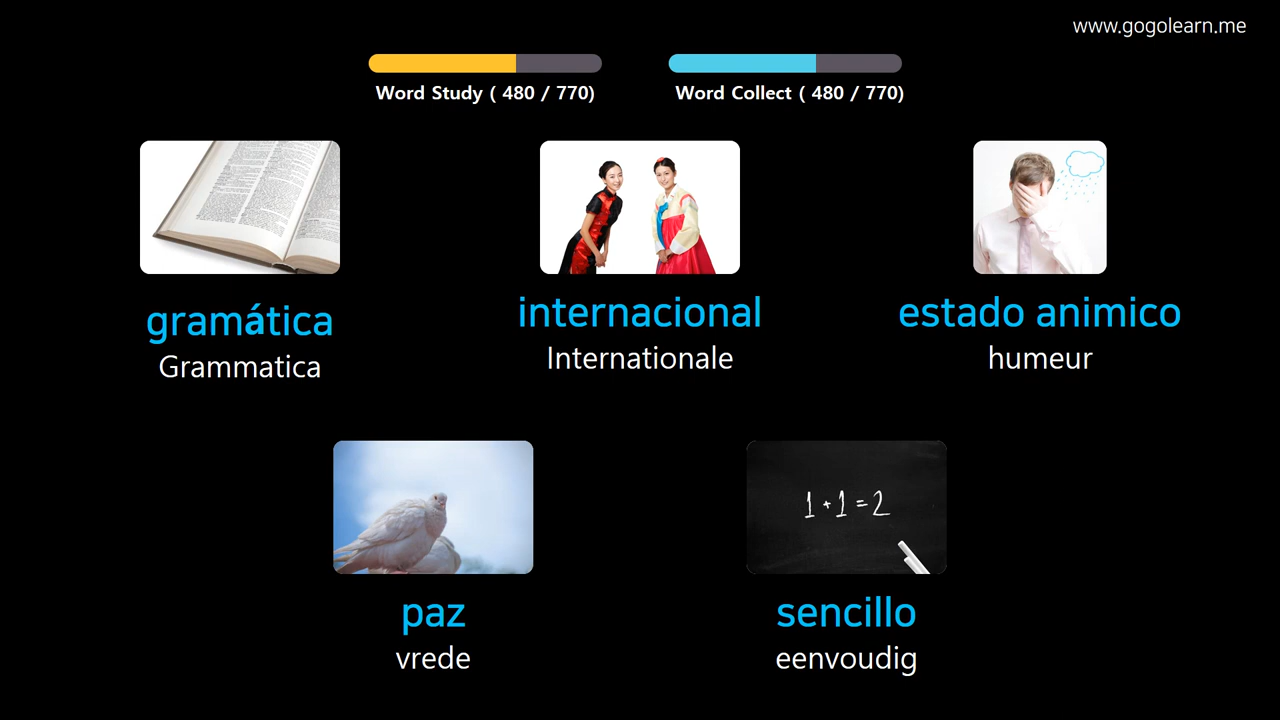 www.gogolearn.me
Word Study ( 480 / 770)
Word Collect ( 480 / 770)
gramática
Grammatica
internacional
Internationale
estado animico
humeur
1+1=2
paz
vrede
sencillo
eenvoudig